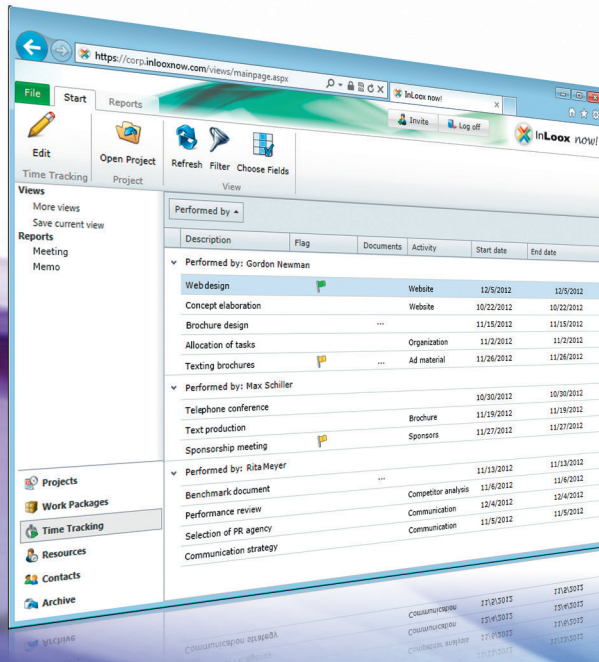 https://corp.inlooxnow.com/views/mainpage.aspx
InLoox now!
File Start Reports
Invite Log off
InLoox now!
Edit Open Project Refresh Filter Choose Fields
Time Tracking Project View
Views
More views
Save current view
Reports
Meeting
Memo
Projects
Work Packages
Time Tracking
Resources
Contacts
Archive
Performed by
Description Flag Documents Activity Start date End date
Performed by: Gordon Newman
Web design Website 12/5/2012 12/5/2012
Concept elaboration Website 10/22/2012 10/22/2012
Brochure design ... 11/15/2012 11/15/2012
Allocation of tasks Organization 11/2/2012 11/2/2012
Texting brochures ... Ad material 11/26/2012 11/26/2012
Performed by: Max Schiller
Telephone conference 10/30/2012 10/30/2012
Text production Brochure 11/19/2012 11/19/2012
Sponsorship meeting Sponsors 11/27/2012 11/27/2012
Performed by: Rita Meyer
Benchmark document ... 11/13/2012 11/13/2012
Performance review Competitor analysis 11/6/2012 11/6/2012
Selection of PR agency Communication 12/4/2012 12/4/2012
Communication strategy Communication 11/5/2012 11/5/2012